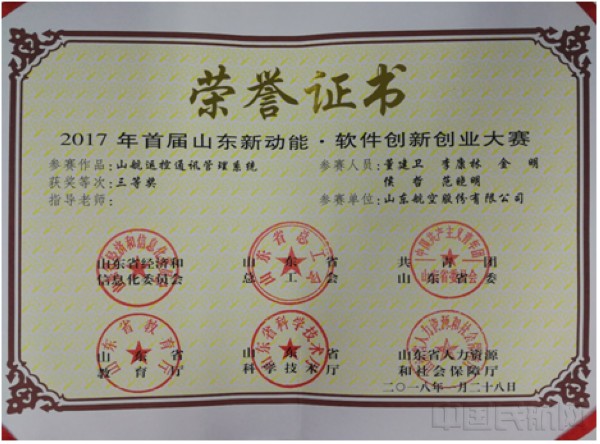 荣誉证书
2017 年首届山东新动能·软件创新创业大赛
参赛作品：山航运控通讯管理系统 参赛人员：董建卫 李康林 金 明
获奖等次：三等奖 侯 哲 范晓明
指导老师： 参赛单位：山东航空股份有限公司
山东省经济和 山东省 共青团
信息化委员会 总工会 山东省委
山东省 山东省 山东省人力资源
教育厅 科学技术厅 和社会保障厅
二〇一八年一月二十八日
中国民航网